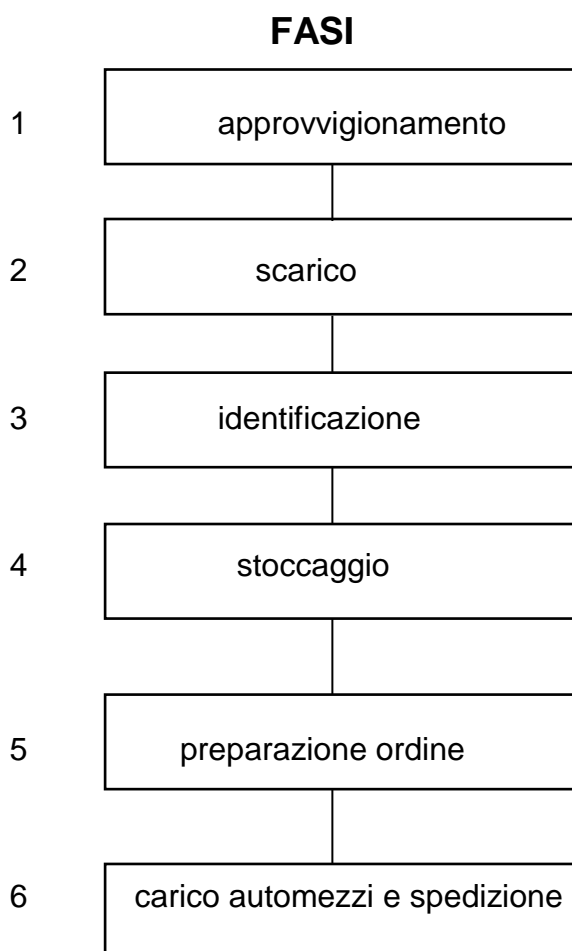 FASI
1 approvvigionamento
2 scarico
3 identificazione
4 stoccaggio
5 preparazione ordine
6 carico automezzi e spedizione